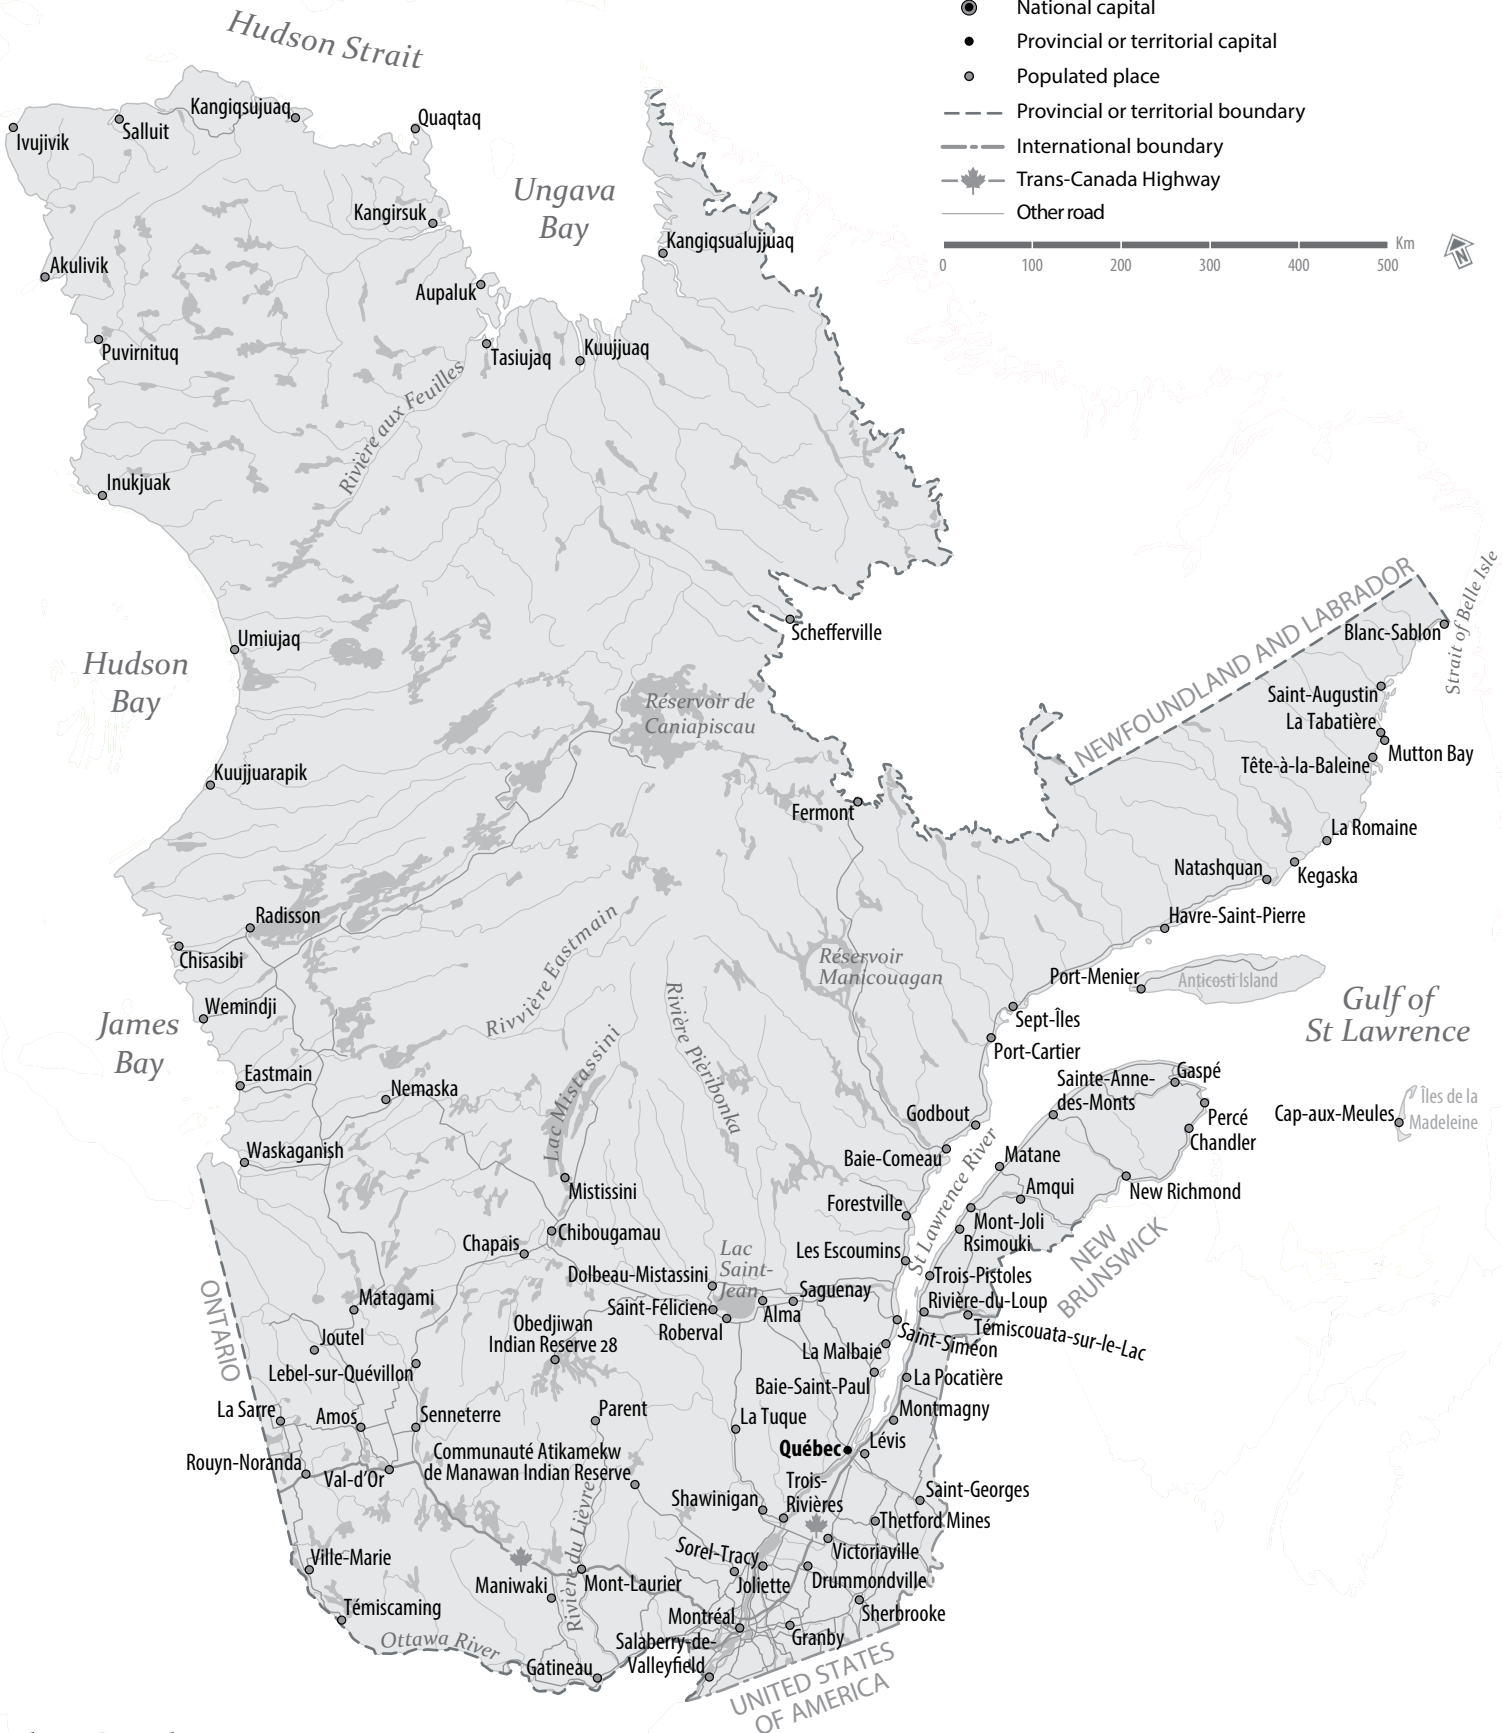 National capital
Provincial or territorial capital
Populated place
Provincial or territorial boundary
International boundary
Trans-Canada Highway
Other road
Km
0 100 200 300 400 500
N
Hudson Strait
Kangiqsujuaq
Quaqtaq
Salluit
Ivujivik
Ungava
Bay
Kangirsuk
Kangiqsualujjuaq
Akulivik
Aupaluk
Puvirnituq
Tasiujaq
Kuujjuaq
Rivière aux Feuilles
Inukjuak
Schefferville
NEWFOUNDLAND AND LABRADOR
Strait of Belle Isle
Blanc-Sablon
Umiujaq
Hudson
Bay
Réservoir de
Caniapiscau
Saint-Augustin
La Tabatière
Mutton Bay
Tête-à-la-Baleine
Kuujjuarapik
Fermont
La Romaine
Natashquan
Kegaska
Radisson
Havre-Saint-Pierre
Chisasibi
Rivvière Eastmain
Réservoir
Manicouagan
Port-Menier
Anticosti Island
Gulf of
St Lawrence
Wemindji
James
Bay
Rivière Pièribonka
Sept-Îles
Port-Cartier
Lac Mistassini
Eastmain
Nemaska
Sainte-Anne-
des-Monts
Gaspé
Percé
Chandler
Cap-aux-Meules
Îles de la
Madeleine
Godbout
Waskaganish
Baie-Comeau
Matane
Mistissini
Amqui
New Richmond
Forestville
St Lawrence River
Mont-Joli
Rsimouki
NEW
BRUNSWICK
Chibougamau
Chapais
Lac
Saint-
Jean
Les Escoumins
Dolbeau-Mistassini
Trois-Pistoles
Saguenay
ONTARIO
Matagami
Saint-Félicien
Alma
Rivière-du-Loup
Roberval
Témiscouata-sur-le-Lac
Saint-Siméon
Joutel
Obedjiwan
Indian Reserve 28
La Malbaie
Lebel-sur-Quévillon
Baie-Saint-Paul
La Pocatière
La Sarre
Amos
Senneterre
Parent
La Tuque
Montmagny
Québec
Lévis
Rouyn-Noranda
Val-d'Or
Communauté Atikamekw
de Manawan Indian Reserve
Trois-
Rivières
Shawinigan
Saint-Georges
Thetford Mines
Rivière du Lièvre
Sorel-Tracy
Victoriaville
Ville-Marie
Maniwaki
Mont-Laurier
Joliette
Drummondville
Témiscaming
Montréal
Sherbrooke
Granby
Ottawa River
Salaberry-de-
Valleyfield
Gatineau
UNITED STATES
OF AMERICA